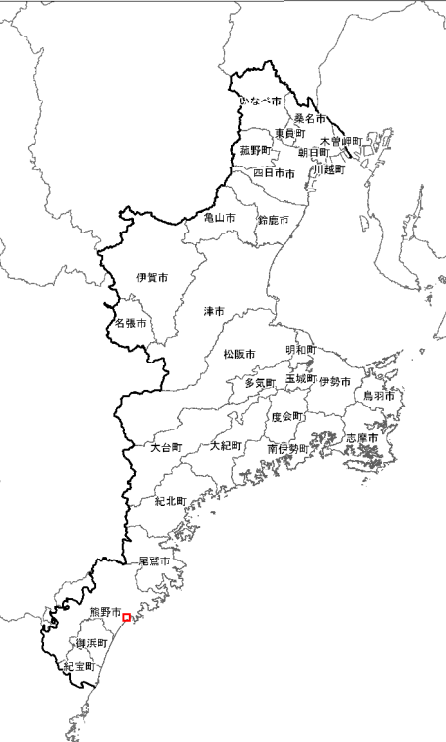 いなべ市
桑名市
東員町
木曽岬町
菰野町
朝日町
四日市市
川越町
亀山市
鈴鹿市
伊賀市
津市
名張市
松阪市
明和町
多気町
玉城町
伊勢市
鳥羽市
度会町
志摩市
大台町
大紀町
南伊勢町
紀北町
尾鷲市
熊野市
御浜町
紀宝町